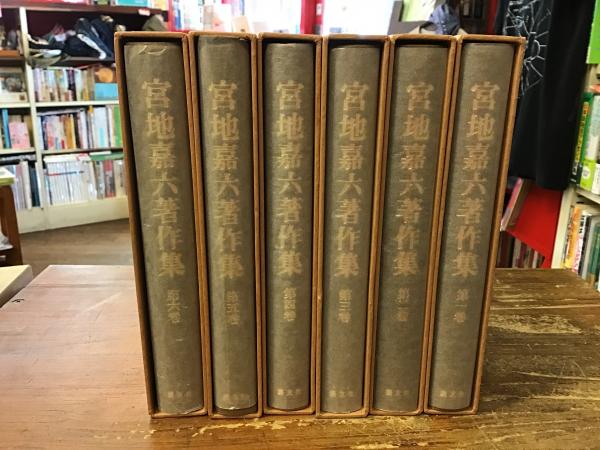 宮地嘉六著作集 第六巻
宮地嘉六著作集 第五巻
宮地嘉六著作集 第四巻
宮地嘉六著作集 第三巻
宮地嘉六著作集 第二巻
宮地嘉六著作集 第一巻